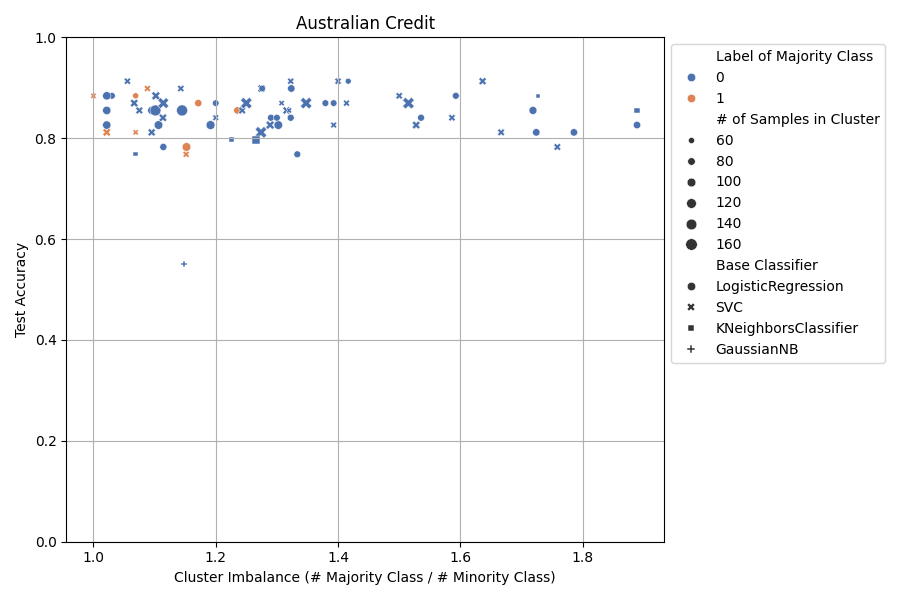 Australian Credit
Test Accuracy
1.0
0.8
0.6
0.4
0.2
0.0
1.0 1.2 1.4 1.6 1.8
Cluster Imbalance (# Majority Class / # Minority Class)
Label of Majority Class
0
1
# of Samples in Cluster
60
80
100
120
140
160
Base Classifier
LogisticRegression
SVC
KNeighborsClassifier
GaussianNB